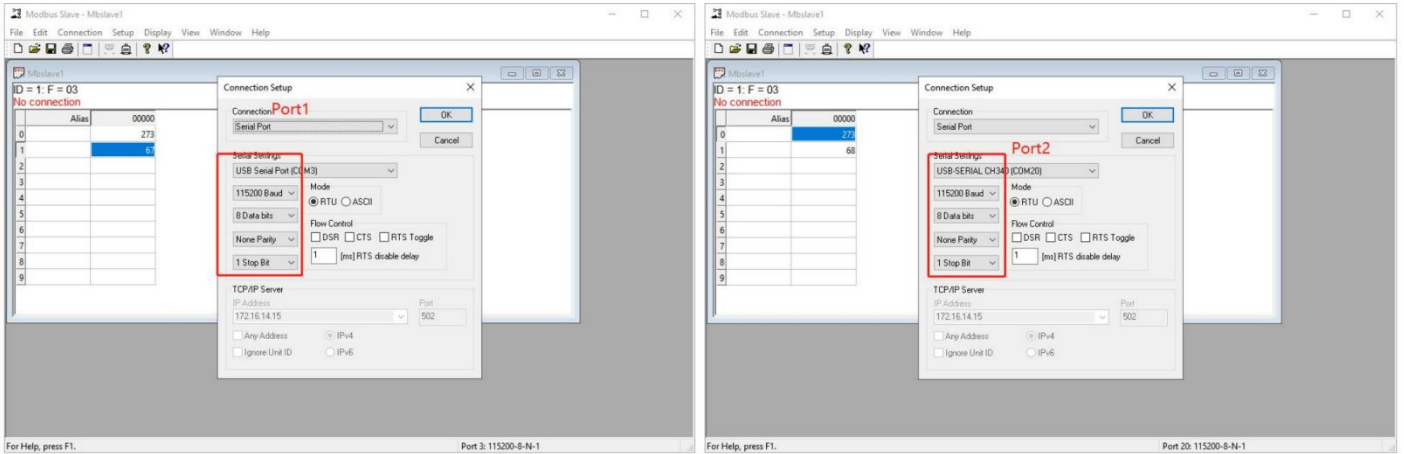 Modbus Slave - Mbslave1
File Edit Connection Setup Display View Window Help
Mbslave1
ID = 1: F = 03
No connection
Alias 00000
0 273
1 67
2
3
4
5
6
7
8
9
Connection Setup
Connection
Port1
Serial Port
OK
Cancel
Serial Settings
USB Serial Port (COM3)
115200 Baud
8 Data bits
None Parity
1 Stop Bit
Mode
RTU ASCII
Flow Control
DSR CTS RTS Toggle
1 [ms] RTS disable delay
TCP/IP Server
IP Address Port
172.16.14.15 502
Any Address IPv4
Ignore Unit ID IPv6
For Help, press F1. Port 3: 115200-8-N-1
Modbus Slave - Mbslave1
File Edit Connection Setup Display View Window Help
Mbslave1
ID = 1: F = 03
No connection
Alias 00000
0 273
1 68
2
3
4
5
6
7
8
9
Connection Setup
Connection
Serial Port
OK
Cancel
Port2
Serial Settings
USB-SERIAL CH340 (COM20)
115200 Baud
8 Data bits
None Parity
1 Stop Bit
Mode
RTU ASCII
Flow Control
DSR CTS RTS Toggle
1 [ms] RTS disable delay
TCP/IP Server
IP Address Port
172.16.14.15 502
Any Address IPv4
Ignore Unit ID IPv6
For Help, press F1. Port 20: 115200-8-N-1